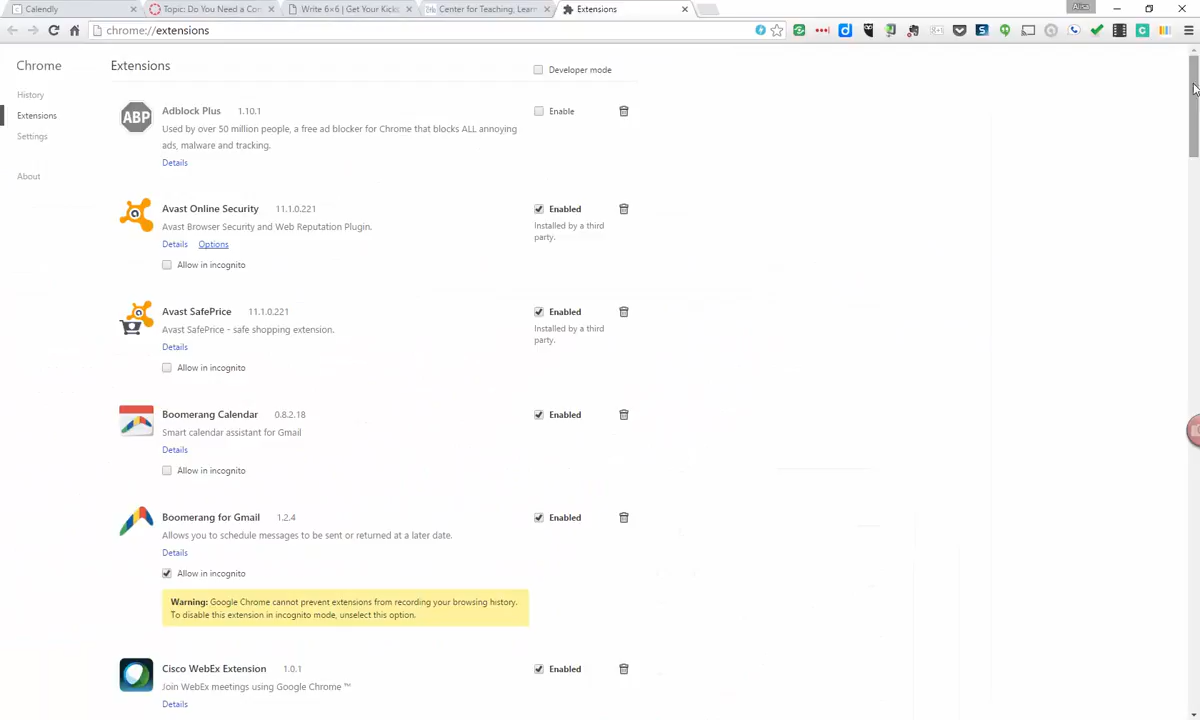 Calendly
Topic: Do You Need a Con
Write 6×6 | Get Your Kicks
Center for Teaching, Learn
Extensions
Alisa
chrome://extensions
Chrome
Extensions
Developer mode
History
Extensions
Settings
About
ABP
Adblock Plus 1.10.1
Enable
Used by over 50 million people, a free ad blocker for Chrome that blocks ALL annoying
ads, malware and tracking.
Details
Avast Online Security 11.1.0.221
Enabled
Avast Browser Security and Web Reputation Plugin.
Installed by a third
party.
Details Options
Allow in incognito
Avast SafePrice 11.1.0.221
Enabled
Avast SafePrice - safe shopping extension.
Installed by a third
party.
Details
Allow in incognito
Boomerang Calendar 0.8.2.18
Enabled
Smart calendar assistant for Gmail
Details
Allow in incognito
Boomerang for Gmail 1.2.4
Enabled
Allows you to schedule messages to be sent or returned at a later date.
Details
Allow in incognito
Warning: Google Chrome cannot prevent extensions from recording your browsing history.
To disable this extension in incognito mode, unselect this option.
Cisco WebEx Extension 1.0.1
Enabled
Join WebEx meetings using Google Chrome ™
Details